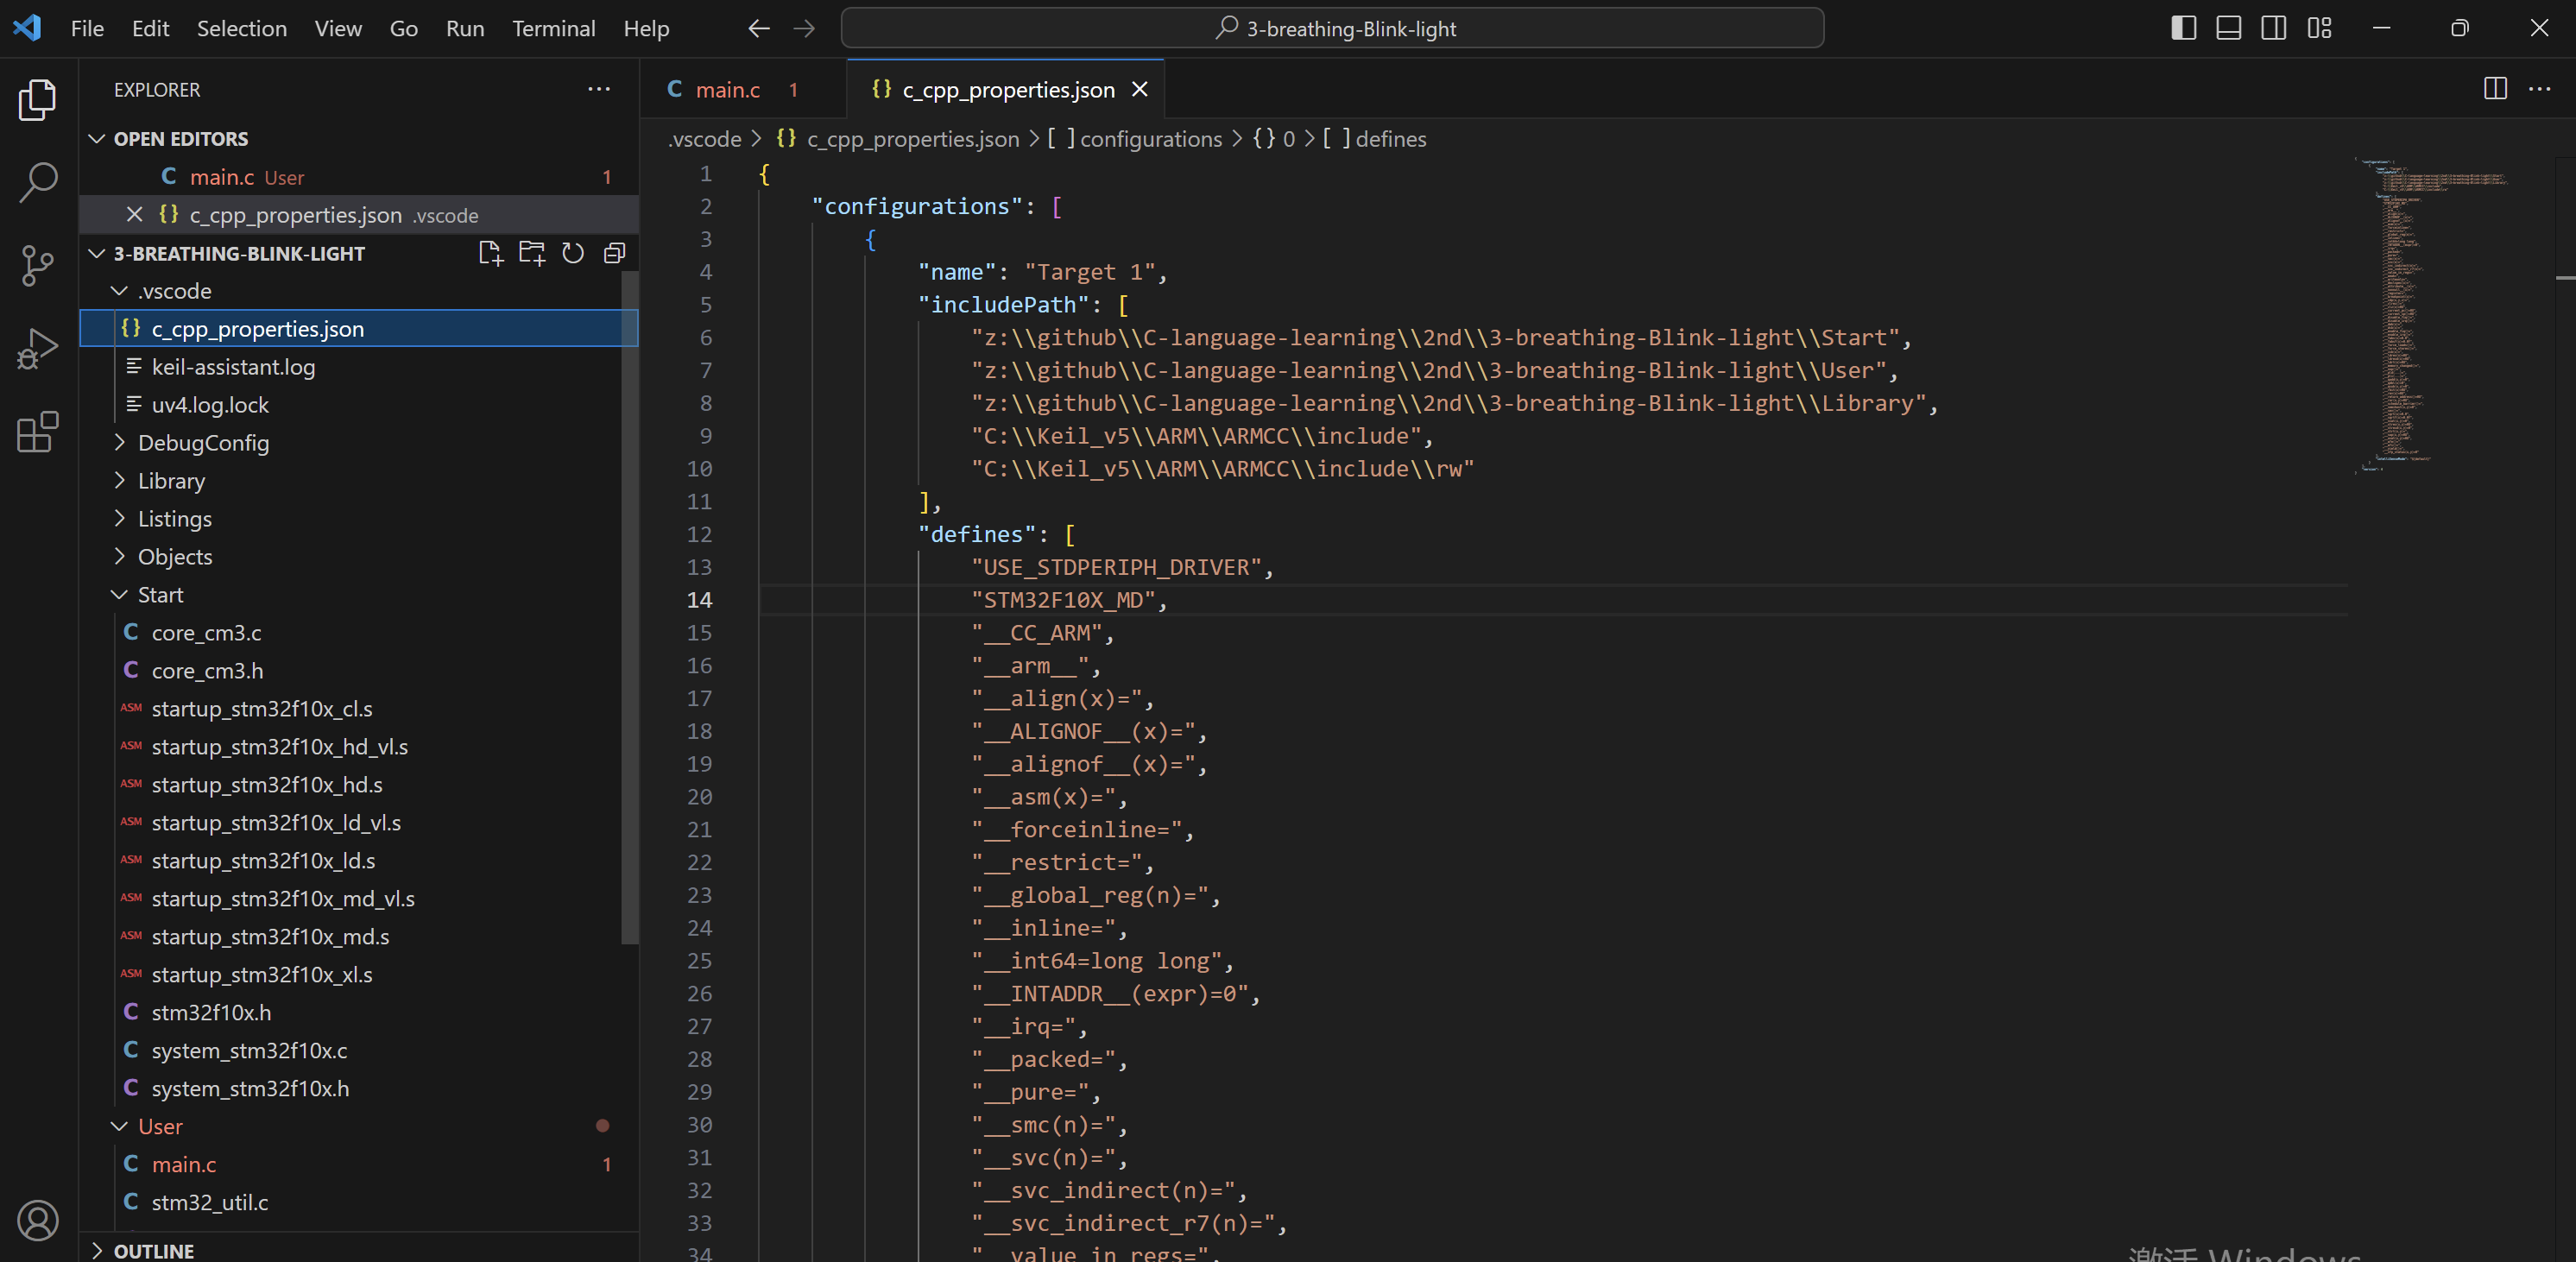 File Edit Selection View Go Run Terminal Help
3-breathing-Blink-light
EXPLORER
OPEN EDITORS
main.c User 1
c_cpp_properties.json .vscode
3-BREATHING-BLINK-LIGHT
.vscode
c_cpp_properties.json
keil-assistant.log
uv4.log.lock
DebugConfig
Library
Listings
Objects
Start
core_cm3.c
core_cm3.h
startup_stm32f10x_cl.s
startup_stm32f10x_hd_vl.s
startup_stm32f10x_hd.s
startup_stm32f10x_ld_vl.s
startup_stm32f10x_ld.s
startup_stm32f10x_md_vl.s
startup_stm32f10x_md.s
startup_stm32f10x_xl.s
stm32f10x.h
system_stm32f10x.c
system_stm32f10x.h
User
main.c 1
stm32_util.c
OUTLINE
main.c 1
c_cpp_properties.json
.vscode > {} c_cpp_properties.json > [ ] configurations > {} 0 > [ ] defines
1 {
2 "configurations": [
3 {
4 "name": "Target 1",
5 "includePath": [
6 "z:\\github\\C-language-learning\\2nd\\3-breathing-Blink-light\\Start",
7 "z:\\github\\C-language-learning\\2nd\\3-breathing-Blink-light\\User",
8 "z:\\github\\C-language-learning\\2nd\\3-breathing-Blink-light\\Library",
9 "C:\\Keil_v5\\ARM\\ARMCC\\include",
10 "C:\\Keil_v5\\ARM\\ARMCC\\include\\rw"
11 ],
12 "defines": [
13 "USE_STDPERIPH_DRIVER",
14 "STM32F10X_MD",
15 "__CC_ARM",
16 "__arm__",
17 "__align(x)=",
18 "__ALIGNOF__(x)=",
19 "__alignof__(x)=",
20 "__asm(x)=",
21 "__forceinline=",
22 "__restrict=",
23 "__global_reg(n)=",
24 "__inline=",
25 "__int64=long long",
26 "__INTADDR__(expr)=0",
27 "__irq=",
28 "__packed=",
29 "__pure=",
30 "__smc(n)=",
31 "__svc(n)=",
32 "__svc_indirect(n)=",
33 "__svc_indirect_r7(n)=",
34 "__value_in_regs=",
激活 Windows